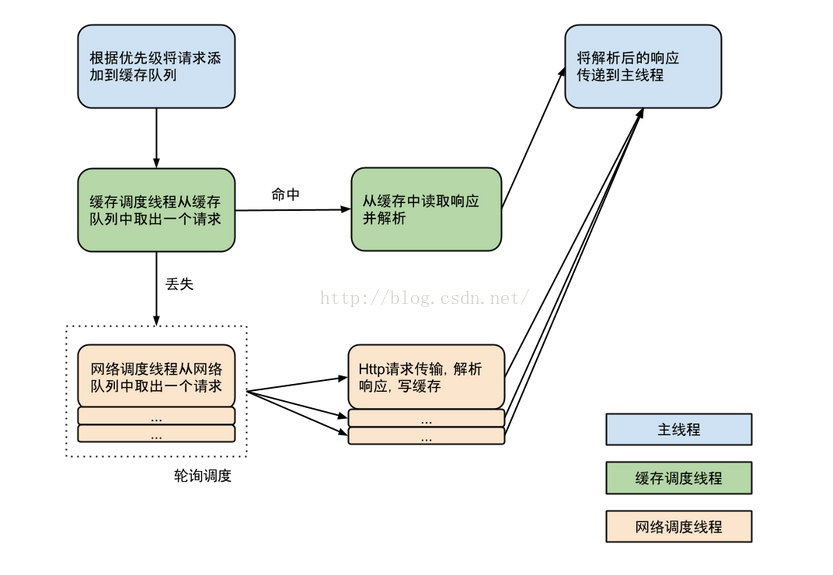 根据优先级将请求添
加到缓存队列
将解析后的响应
传递到主线程
缓存调度线程从缓存
队列中取出一个请求
命中
从缓存中读取响应
并解析
丢失
http://blog.csdn.net/
网络调度线程从网络
队列中取出一个请求
...
...
轮询调度
Http请求传输, 解析
响应, 写缓存
...
...
主线程
缓存调度线程
网络调度线程